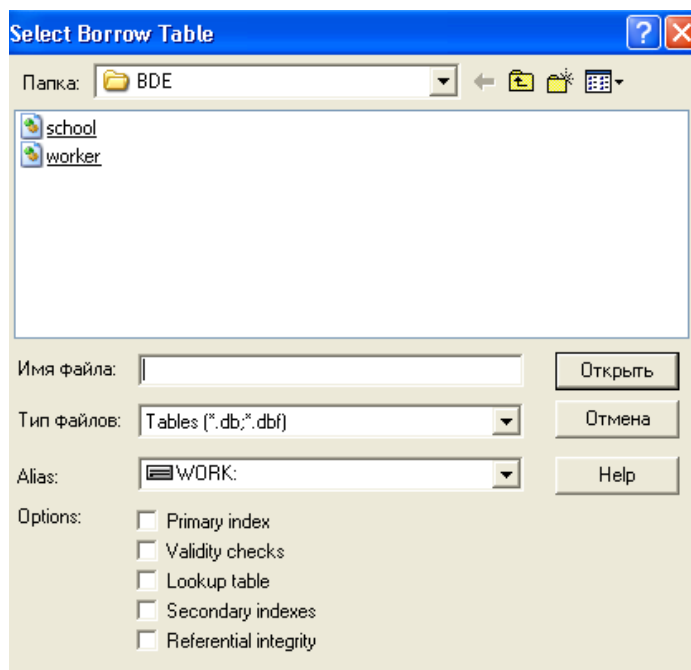 Select Borrow Table
Папка: BDE
school
worker
Имя файла:
Открыть
Тип файлов: Tables (*.db;*.dbf)
Отмена
Alias: WORK:
Help
Options:
Primary index
Validity checks
Lookup table
Secondary indexes
Referential integrity